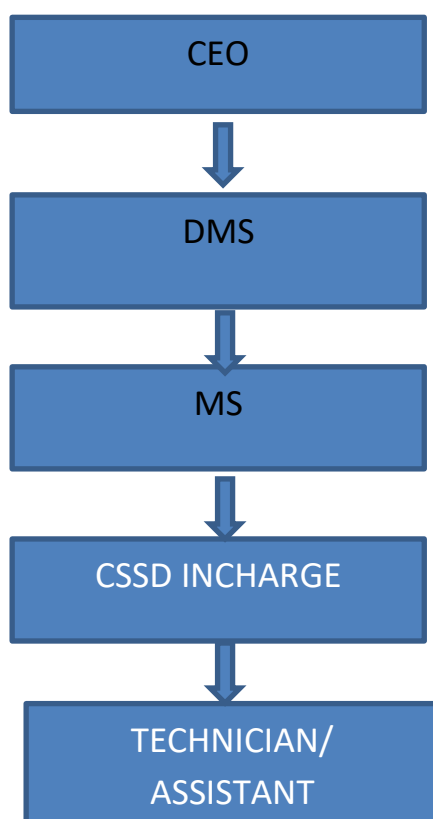 CEO
DMS
MS
CSSD INCHARGE
TECHNICIAN/
ASSISTANT